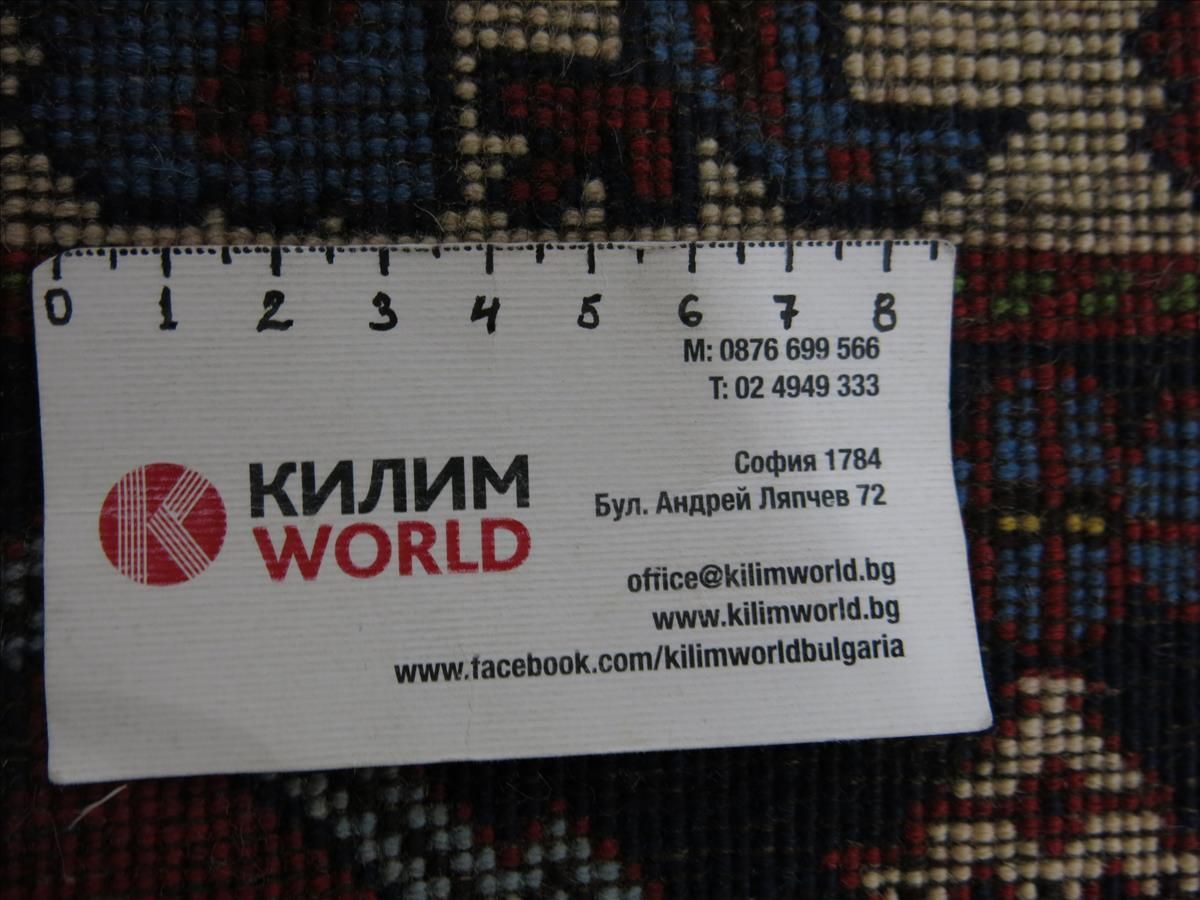 0 1 2 3 4 5 6 7 8
M: 0876 699 566
T: 02 4949 333
КИЛИМ
WORLD
София 1784
Бул. Андрей Ляпчев 72
office@kilimworld.bg
www.kilimworld.bg
www.facebook.com/kilimworldbulgaria